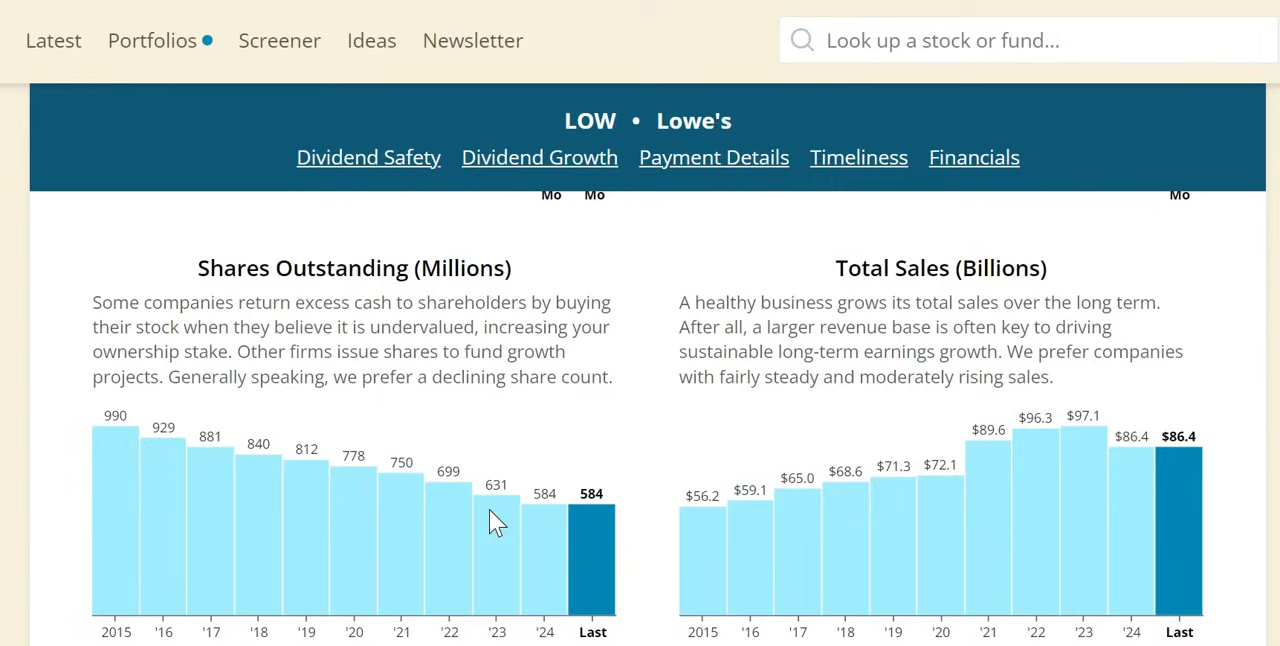 Latest Portfolios Screener Ideas Newsletter
Look up a stock or fund...
LOW • Lowe's
Dividend Safety Dividend Growth Payment Details Timeliness Financials
Mo Mo
Mo
Shares Outstanding (Millions)
Some companies return excess cash to shareholders by buying
their stock when they believe it is undervalued, increasing your
ownership stake. Other firms issue shares to fund growth
projects. Generally speaking, we prefer a declining share count.
990 929 881 840 812 778 750 699 631 584 584
2015 '16 '17 '18 '19 '20 '21 '22 '23 '24 Last
Total Sales (Billions)
A healthy business grows its total sales over the long term.
After all, a larger revenue base is often key to driving
sustainable long-term earnings growth. We prefer companies
with fairly steady and moderately rising sales.
$56.2 $59.1 $65.0 $68.6 $71.3 $72.1 $89.6 $96.3 $97.1 $86.4 $86.4
2015 '16 '17 '18 '19 '20 '21 '22 '23 '24 Last